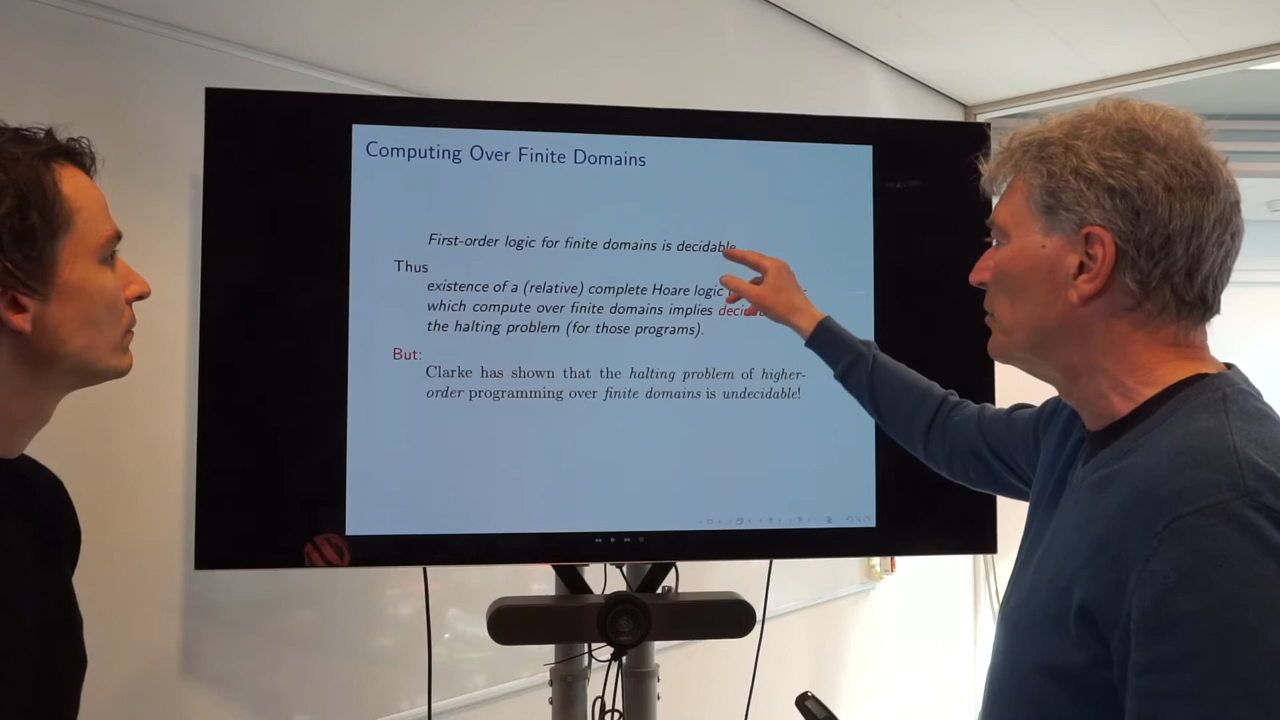 Computing Over Finite Domains
First-order logic for finite domains is decidable
Thus
existence of a (relative) complete Hoare logic
which compute over finite domains implies
the halting problem (for those programs).
But:
Clarke has shown that the halting problem of higher-
order programming over finite domains is undecidable!